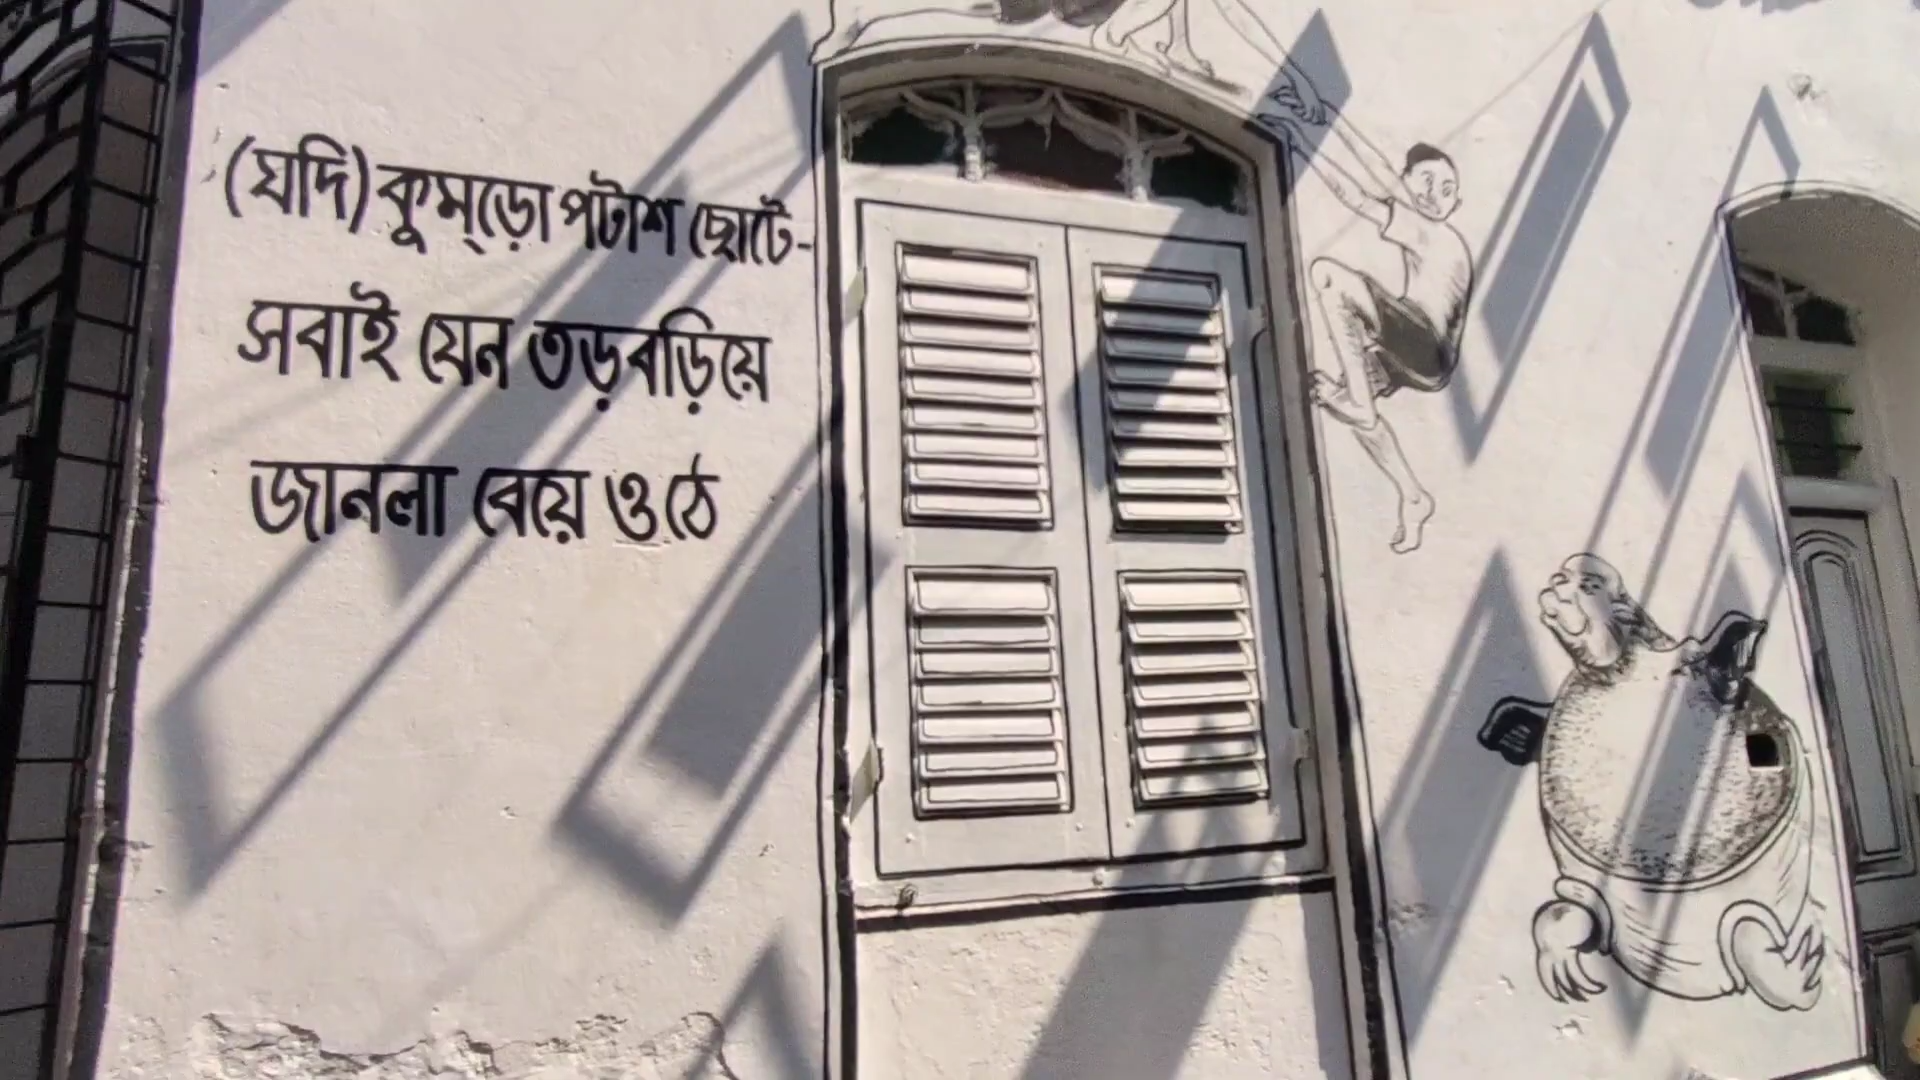 (যদি) কুম্‌ড়ো পটাশ ছোটে-
সবাই যেন তড়বড়িয়ে
জানলা বেয়ে ওঠে